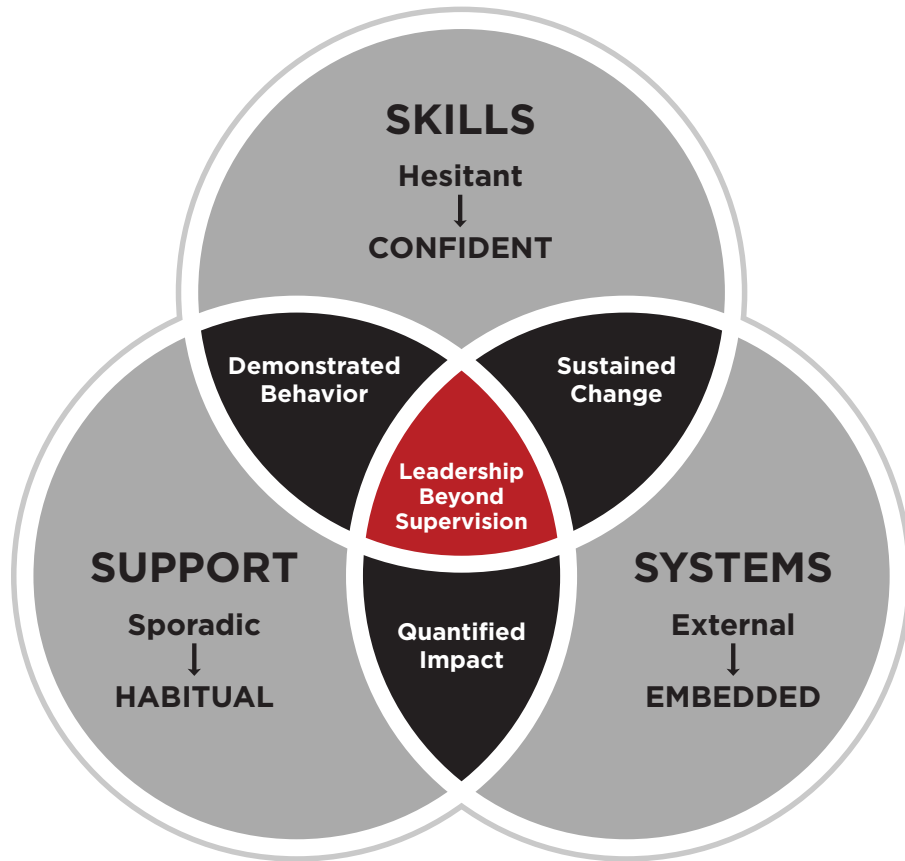 SKILLS
Hesitant
↓
CONFIDENT
Demonstrated
Behavior
Sustained
Change
Leadership
Beyond
Supervision
SUPPORT
Sporadic
↓
HABITUAL
SYSTEMS
External
↓
EMBEDDED
Quantified
Impact